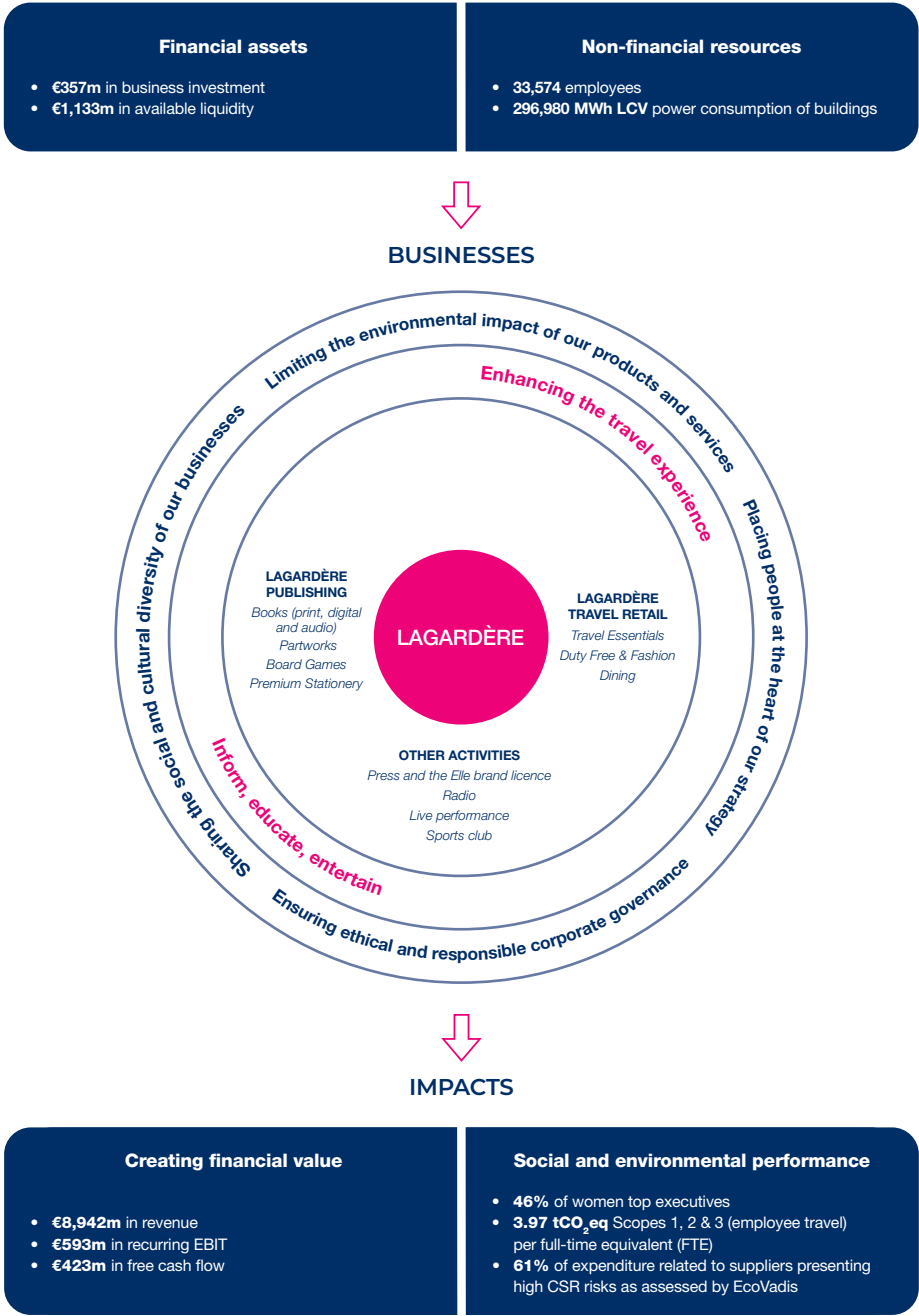 Financial assets
• €357m in business investment
• €1,133m in available liquidity
Non-financial resources
• 33,574 employees
• 296,980 MWh LCV power consumption of buildings
BUSINESSES
Limiting the environmental impact of our products and services
Placing people at the heart of our strategy
Ensuring ethical and responsible corporate governance
Sharing the social and cultural diversity of our businesses
Enhancing the travel experience
Inform, educate, entertain
LAGARDÈRE
PUBLISHING
Books (print, digital
and audio)
Partworks
Board Games
Premium Stationery
LAGARDÈRE
LAGARDÈRE
TRAVEL RETAIL
Travel Essentials
Duty Free & Fashion
Dining
OTHER ACTIVITIES
Press and the Elle brand licence
Radio
Live performance
Sports club
IMPACTS
Creating financial value
• €8,942m in revenue
• €593m in recurring EBIT
• €423m in free cash flow
Social and environmental performance
• 46% of women top executives
• 3.97 tCO₂eq Scopes 1, 2 & 3 (employee travel)
per full-time equivalent (FTE)
• 61% of expenditure related to suppliers presenting
high CSR risks as assessed by EcoVadis